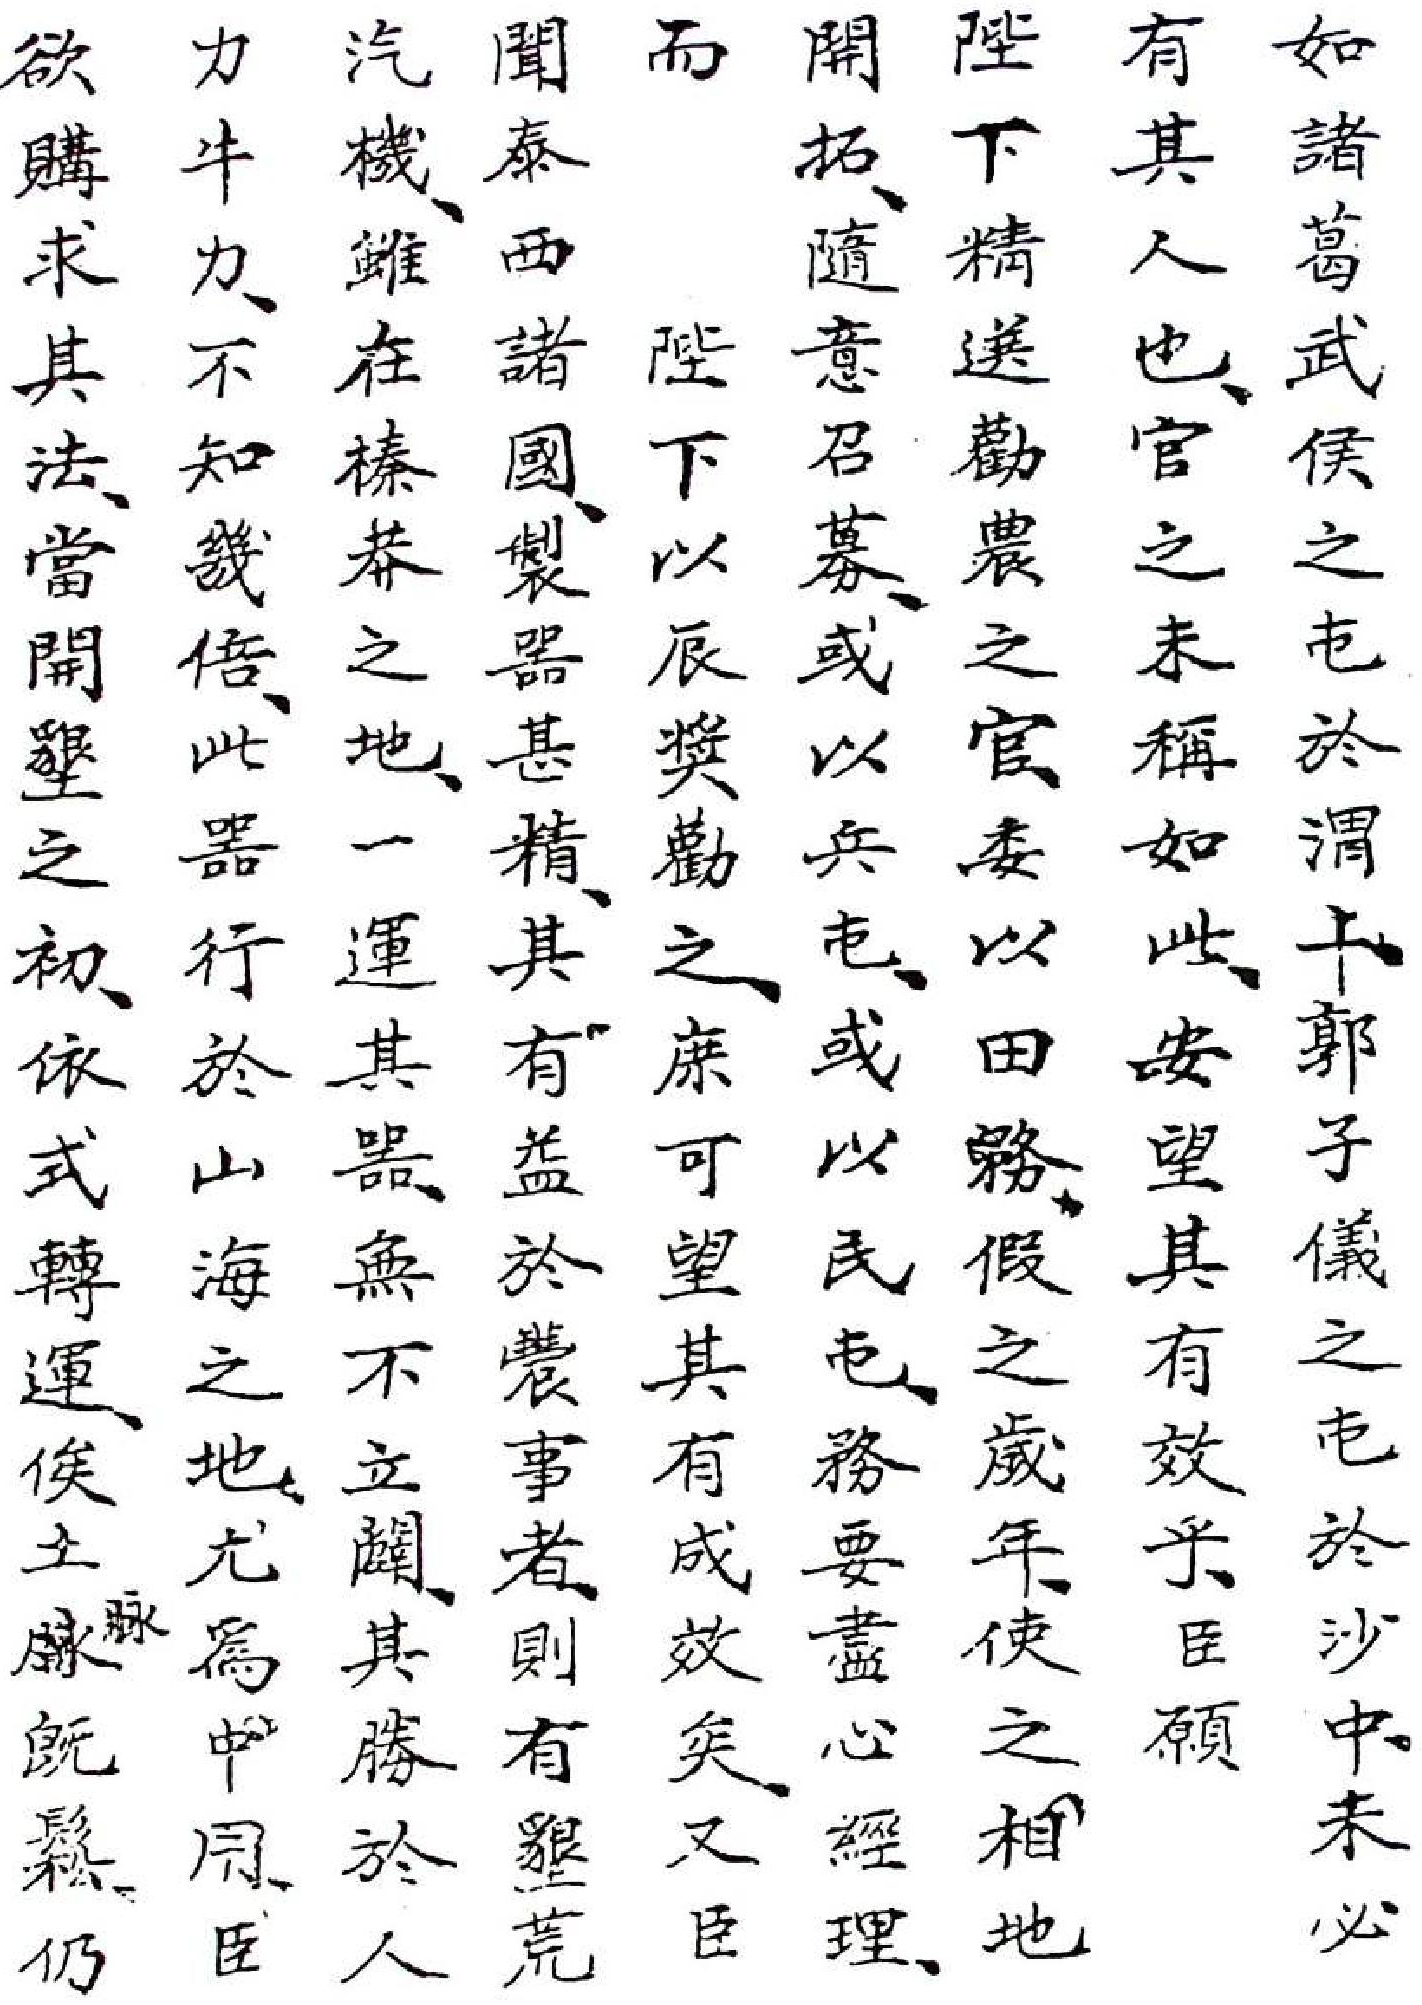 如諸葛武侯之屯於渭上、郭子儀之屯於沙中、未必
有其人也、官之未稱如此、安望其有效乎、臣願
陛下精选勸農之官、委以田務、假之歲年、使之相地
開拓、隨意召募、或以兵屯、或以民屯、務要盡心經理、
而陛下以辰奬勸之、庶可望其有成效矣、又臣
聞泰西諸國、製器甚精、其有益於農事者、則有墾荒
汽機、雖在榛莽之地、一運其器、無不立闢、其勝於人
力牛力、不知幾倍、此器行於山海之地、尤爲中用、臣
欲購求其法、當開墾之初、依式轉運、俟土脉既鬆、仍
脉